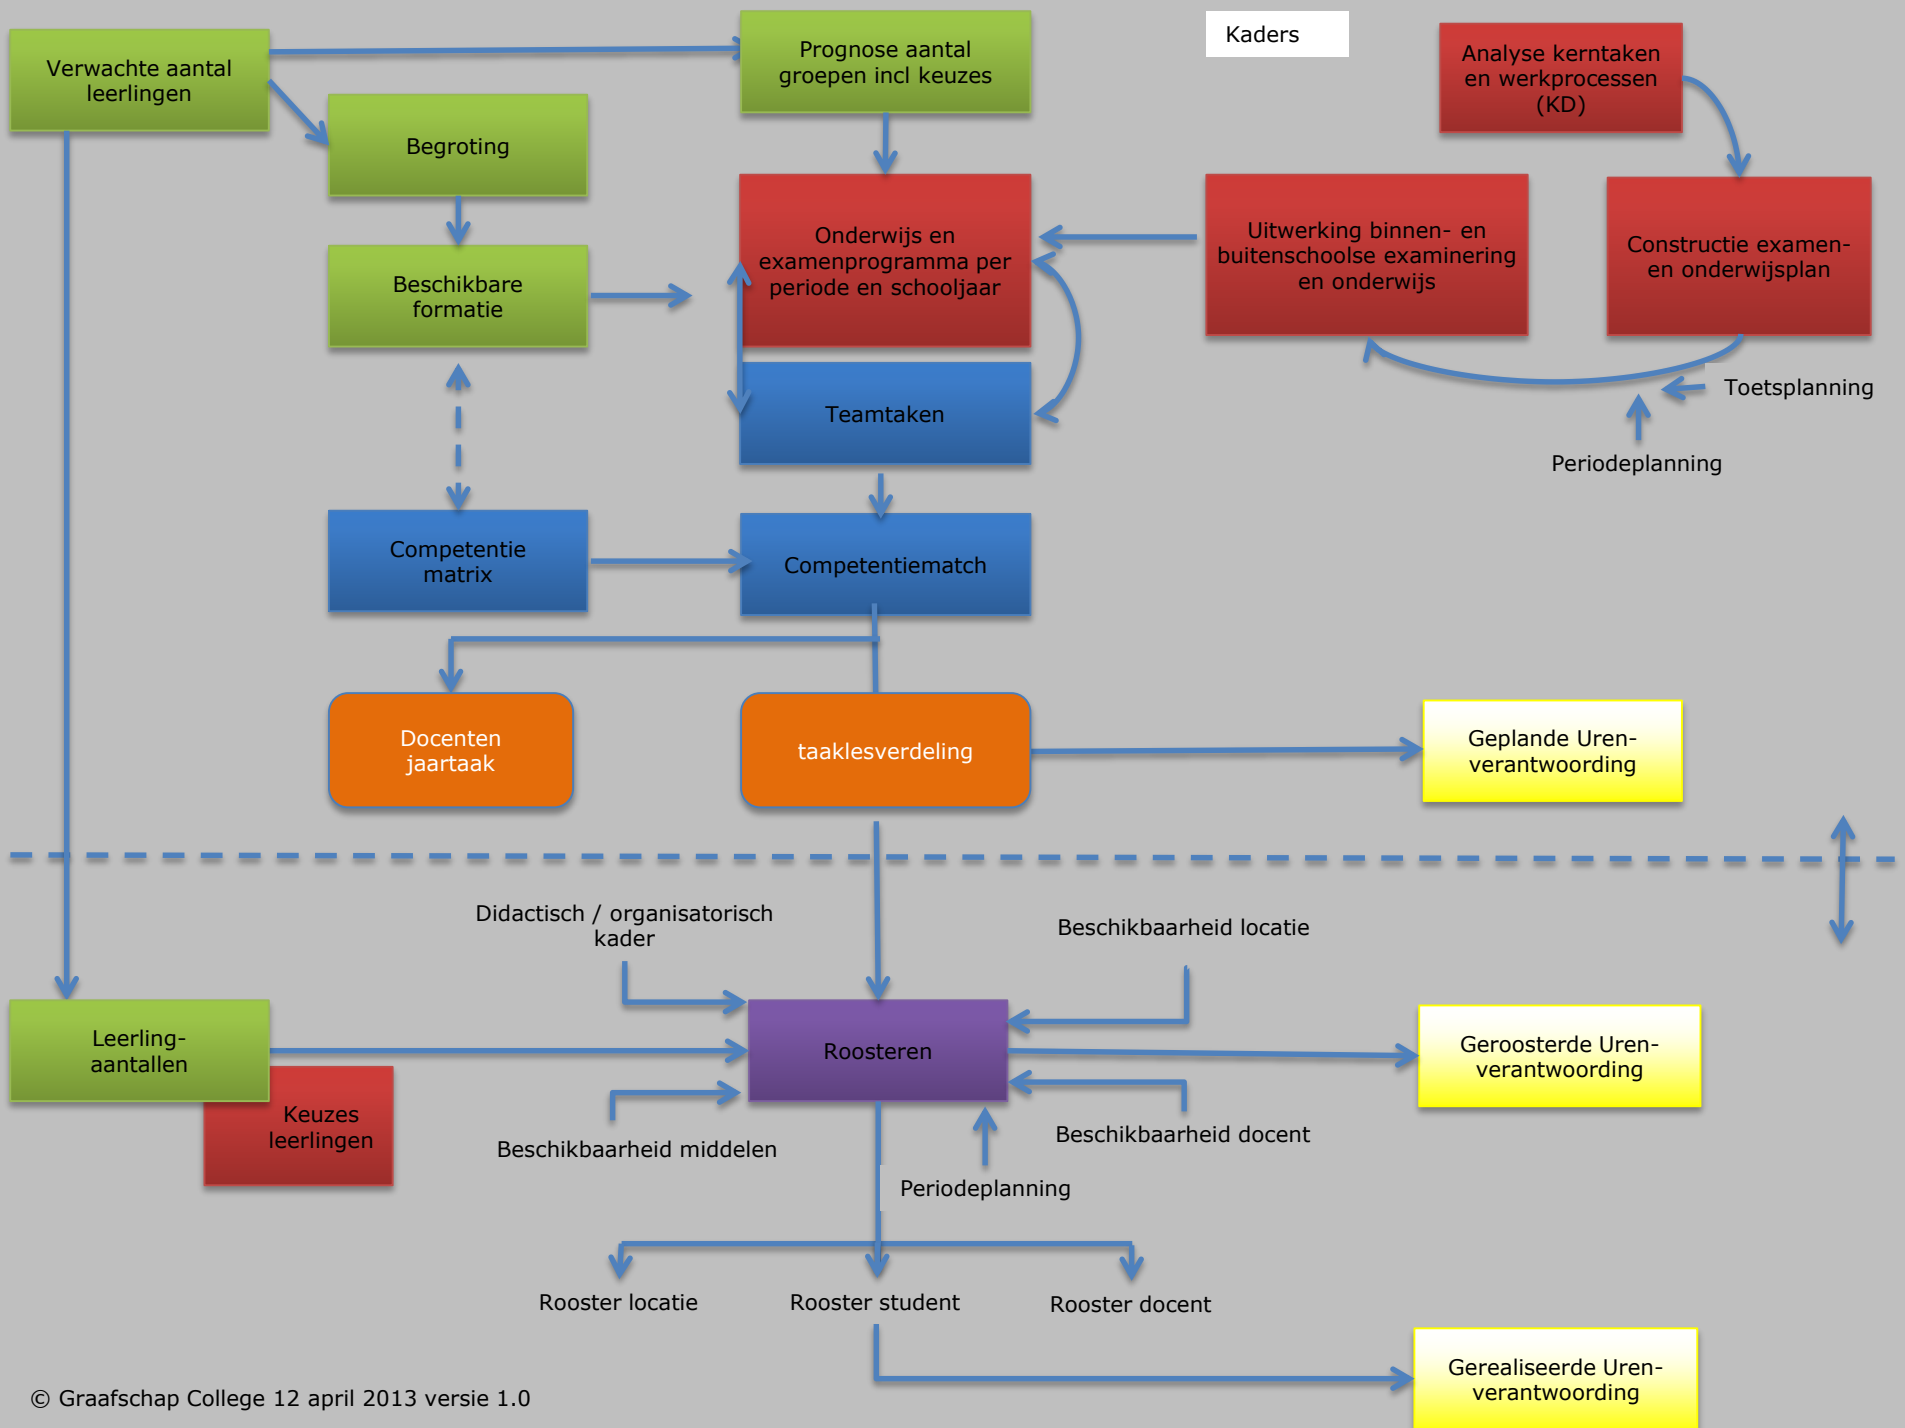 Verwachte aantal
leerlingen
Prognose aantal
groepen incl keuzes
Kaders
Analyse kerntaken
en werkprocessen
(KD)
Begroting
Onderwijs en
examenprogramma per
periode en schooljaar
Uitwerking binnen- en
buitenschoolse examinering
en onderwijs
Constructie examen-
en onderwijsplan
Beschikbare
formatie
Teamtaken
Toetsplanning
Periodeplanning
Competentie
matrix
Competentiematch
Docenten
jaartaak
taaklesverdeling
Geplande Uren-
verantwoording
Didactisch / organisatorisch
kader
Beschikbaarheid locatie
Leerling-
aantallen
Roosteren
Geroosterde Uren-
verantwoording
Keuzes
leerlingen
Beschikbaarheid middelen
Beschikbaarheid docent
Periodeplanning
Rooster locatie
Rooster student
Rooster docent
Gerealiseerde Uren-
verantwoording
© Graafschap College 12 april 2013 versie 1.0